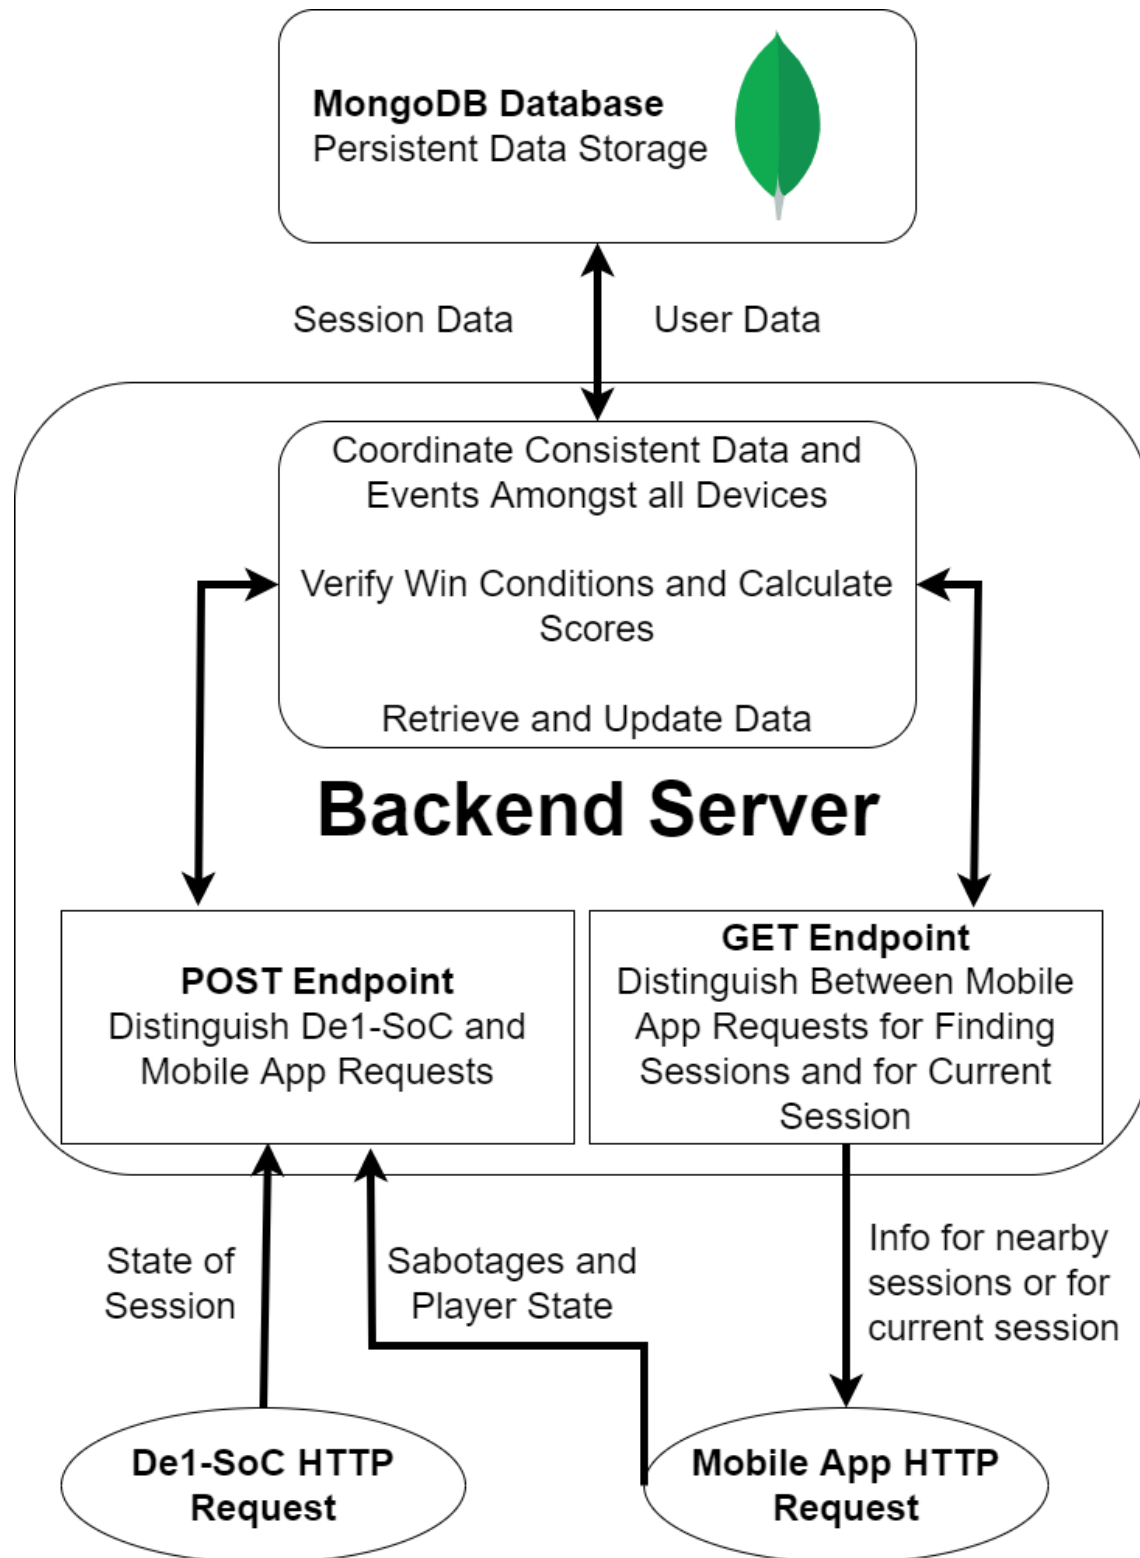 MongoDB Database
Persistent Data Storage
Session Data
User Data
Coordinate Consistent Data and
Events Amongst all Devices
Verify Win Conditions and Calculate
Scores
Retrieve and Update Data
Backend Server
POST Endpoint
Distinguish De1-SoC and
Mobile App Requests
GET Endpoint
Distinguish Between Mobile
App Requests for Finding
Sessions and for Current
Session
State of
Session
Sabotages and
Player State
Info for nearby
sessions or for
current session
De1-SoC HTTP
Request
Mobile App HTTP
Request